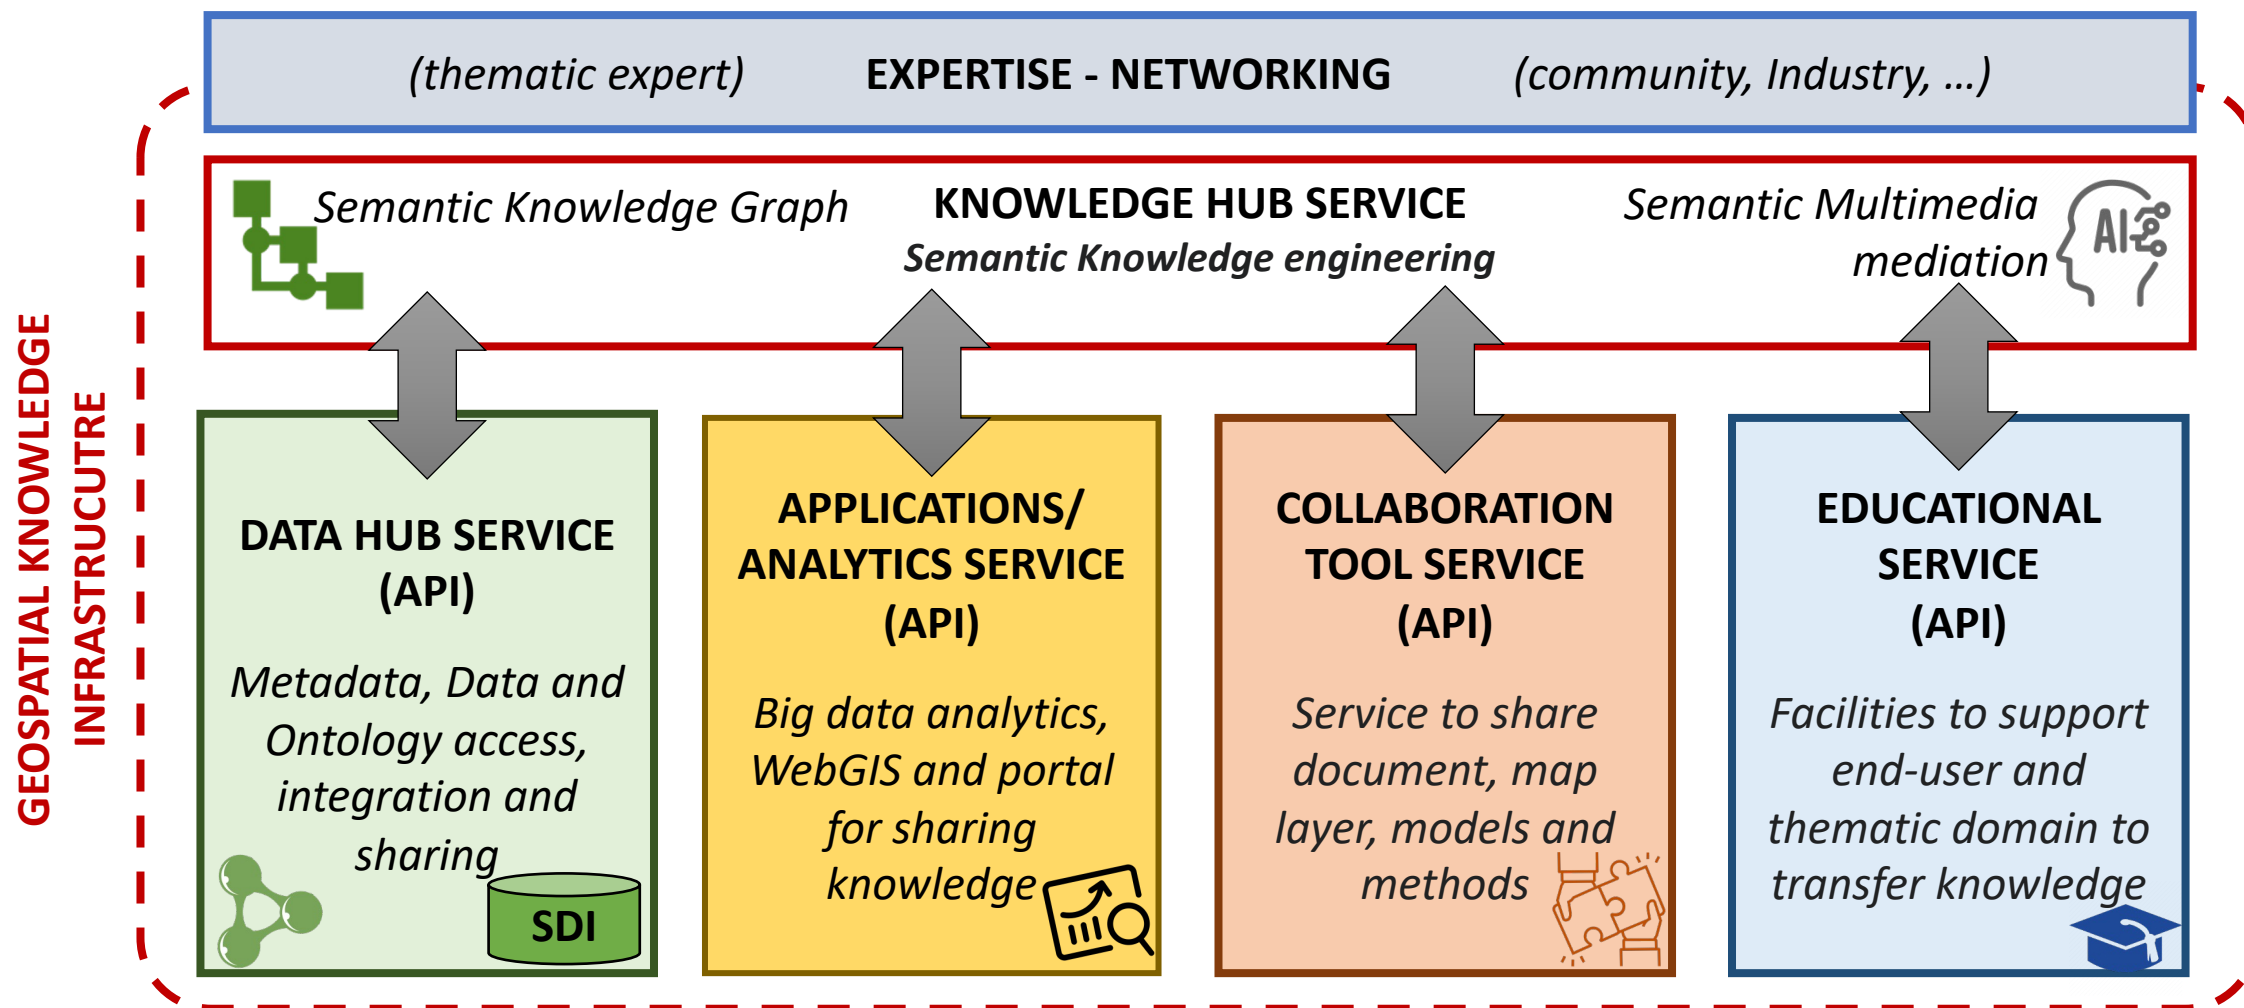 (thematic expert) EXPERTISE - NETWORKING (community, Industry, ...)
Semantic Knowledge Graph
KNOWLEDGE HUB SERVICE
Semantic Knowledge engineering
Semantic Multimedia
mediation
AI
GEOSPATIAL KNOWLEDGE
INFRASTRUCUTRE
DATA HUB SERVICE
(API)
Metadata, Data and
Ontology access,
integration and
sharing
SDI
APPLICATIONS/
ANALYTICS SERVICE
(API)
Big data analytics,
WebGIS and portal
for sharing
knowledge
COLLABORATION
TOOL SERVICE
(API)
Service to share
document, map
layer, models and
methods
EDUCATIONAL
SERVICE
(API)
Facilities to support
end-user and
thematic domain to
transfer knowledge